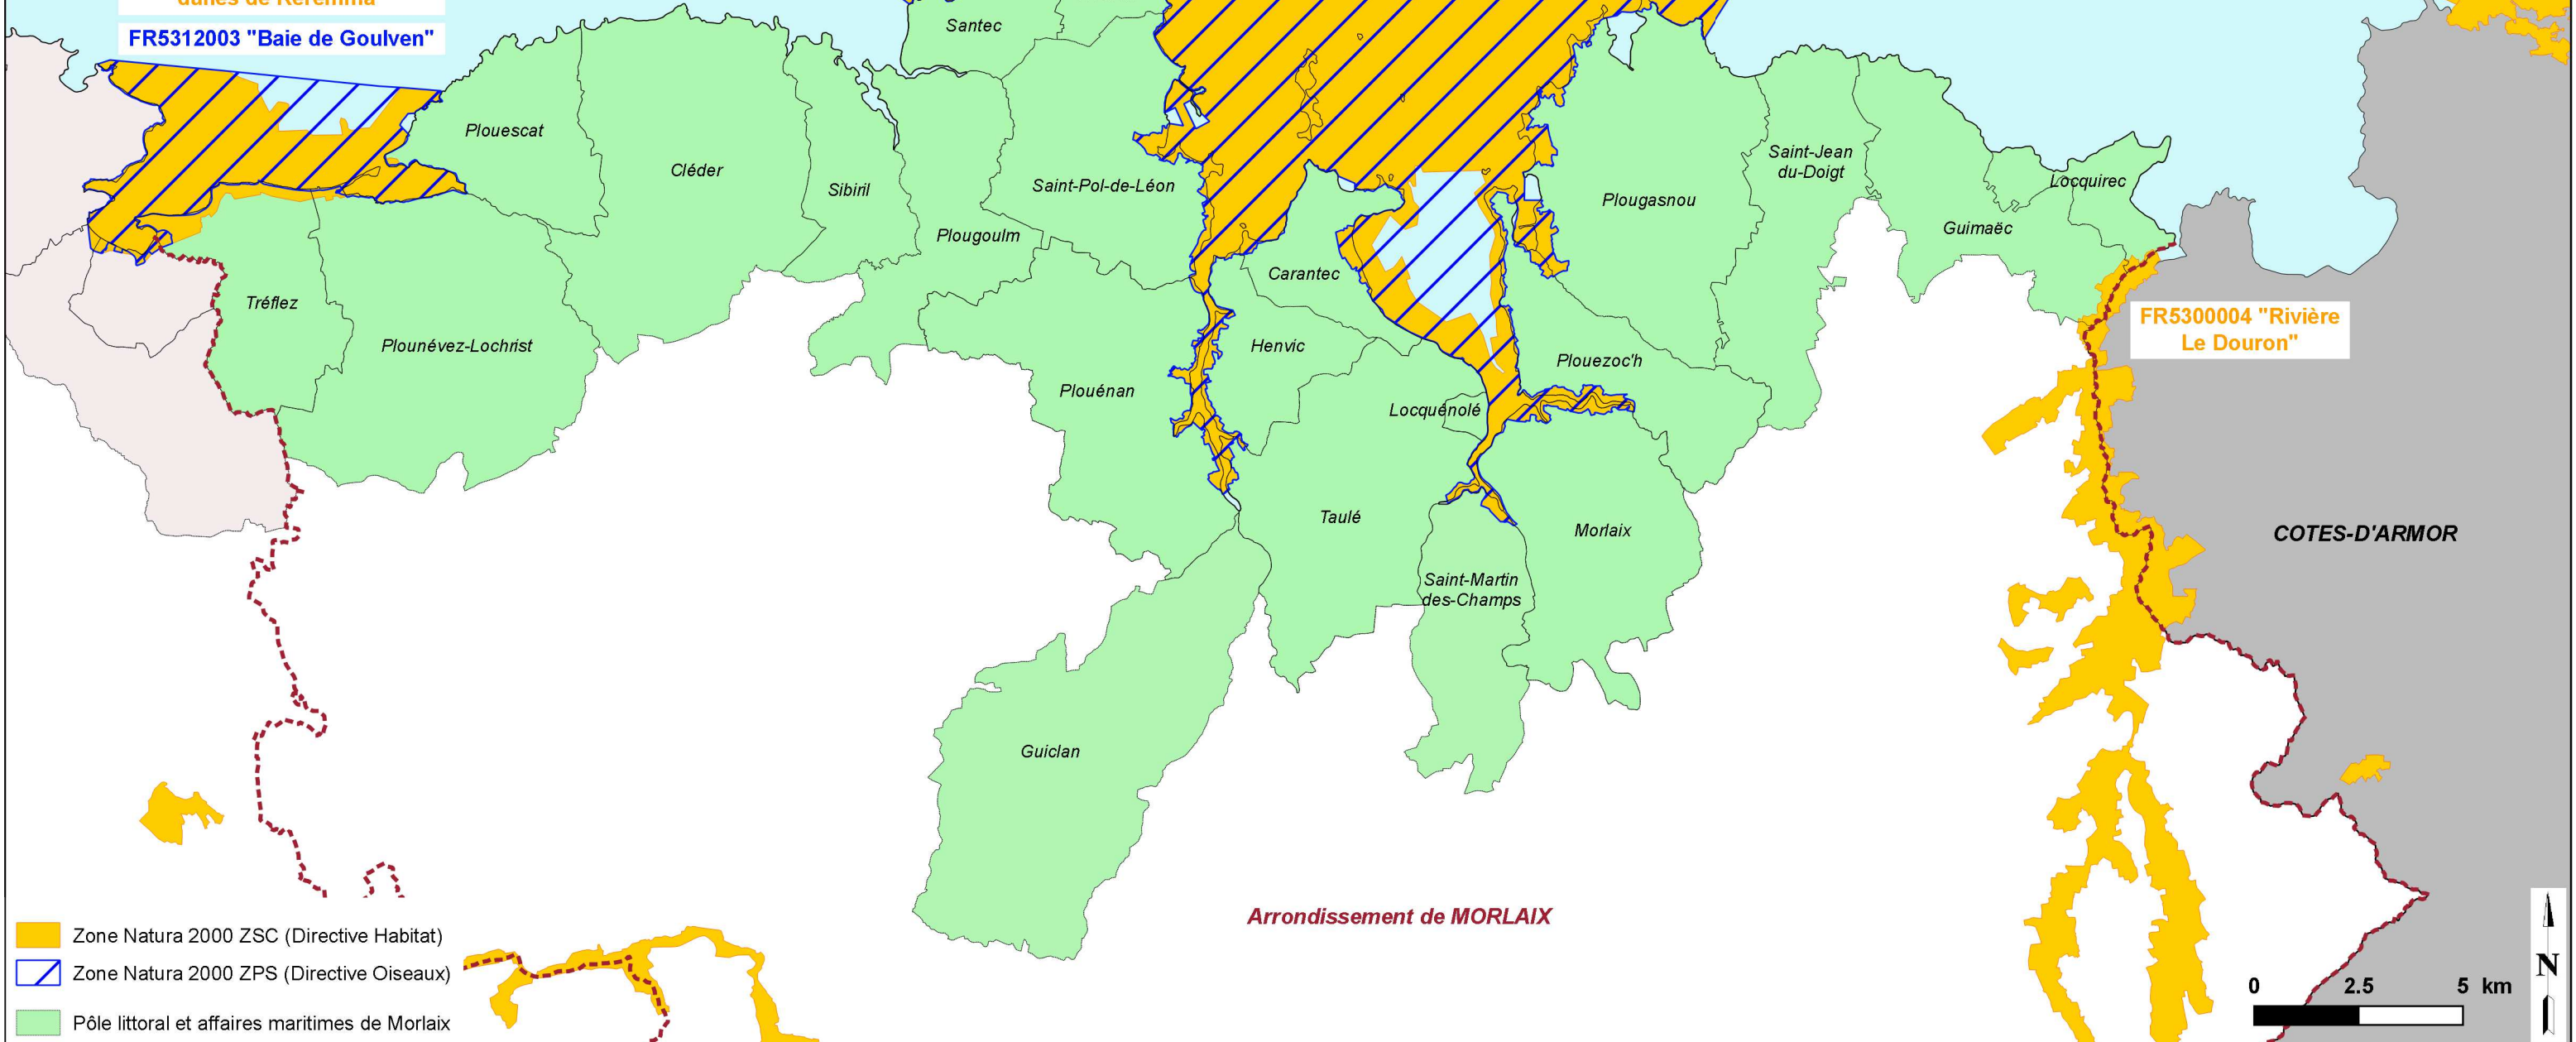 dunes de Keremma"
FR5312003 "Baie de Goulven"
Santec
Plouescat
Cléder
Sibiril
Plougoulm
Saint-Pol-de-Léon
Carantec
Henvic
Plouénan
Tréflez
Plounévez-Lochrist
Plougasnou
Saint-Jean
du-Doigt
Locquirec
Guimaëc
FR5300004 "Rivière
Le Douron"
Plouezoc'h
Locquénolé
Taulé
Morlaix
Saint-Martin
des-Champs
Guiclan
COTES-D'ARMOR
Arrondissement de MORLAIX
Zone Natura 2000 ZSC (Directive Habitat)
Zone Natura 2000 ZPS (Directive Oiseaux)
Pôle littoral et affaires maritimes de Morlaix
0 2.5 5 km
N